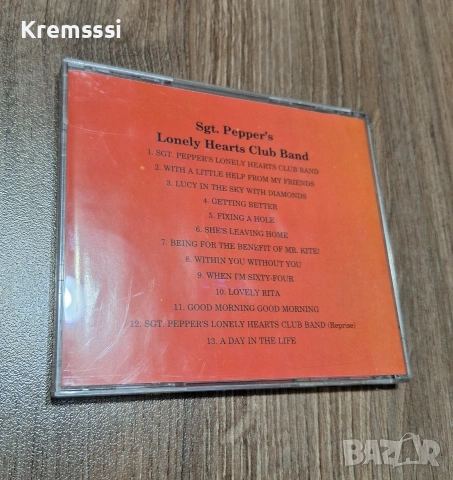 Kremsssi
Sgt. Pepper's
Lonely Hearts Club Band
1. SGT. PEPPER'S LONELY HEARTS CLUB BAND
2. WITH A LITTLE HELP FROM MY FRIENDS
3. LUCY IN THE SKY WITH DIAMONDS
4. GETTING BETTER
5. FIXING A HOLE
6. SHE'S LEAVING HOME
7. BEING FOR THE BENEFIT OF MR. KITE!
8. WITHIN YOU WITHOUT YOU
9. WHEN I'M SIXTY-FOUR
10. LOVELY RITA
11. GOOD MORNING GOOD MORNING
12. SGT. PEPPER'S LONELY HEARTS CLUB BAND (Reprise)
13. A DAY IN THE LIFE
BAZAR